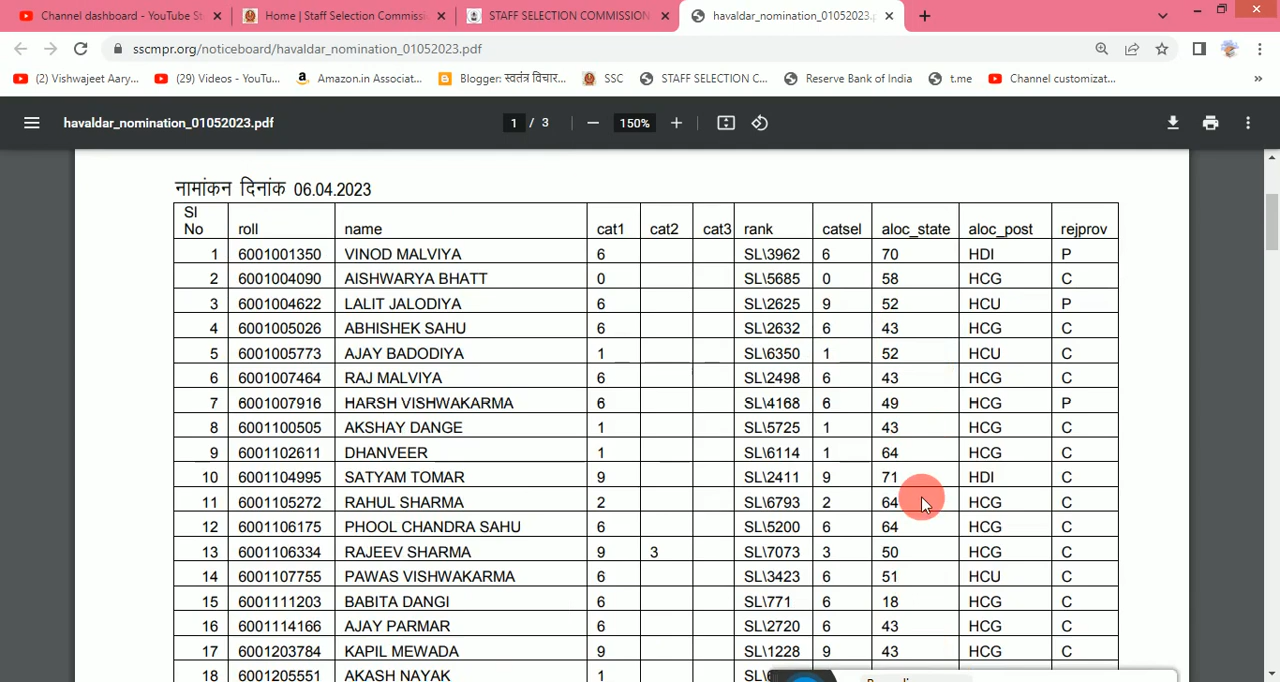 Channel dashboard - YouTube St
Home | Staff Selection Commissi
STAFF SELECTION COMMISSION
havaldar_nomination_01052023.p
sscmpr.org/noticeboard/havaldar_nomination_01052023.pdf
(2) Vishwajeet Aary...
(29) Videos - YouTu...
Amazon.in Associat...
Blogger: स्वतंत्र विचार...
SSC
STAFF SELECTION C...
Reserve Bank of India
t.me
Channel customizat...
»
havaldar_nomination_01052023.pdf
1 / 3
150%
नामांकन दिनांक 06.04.2023
Sl No roll name cat1 cat2 cat3 rank catsel aloc_state aloc_post rejprov
1 6001001350 VINOD MALVIYA 6 SL\3962 6 70 HDI P
2 6001004090 AISHWARYA BHATT 0 SL\5685 0 58 HCG C
3 6001004622 LALIT JALODIYA 6 SL\2625 9 52 HCU P
4 6001005026 ABHISHEK SAHU 6 SL\2632 6 43 HCG C
5 6001005773 AJAY BADODIYA 1 SL\6350 1 52 HCU C
6 6001007464 RAJ MALVIYA 6 SL\2498 6 43 HCG C
7 6001007916 HARSH VISHWAKARMA 6 SL\4168 6 49 HCG P
8 6001100505 AKSHAY DANGE 1 SL\5725 1 43 HCG C
9 6001102611 DHANVEER 1 SL\6114 1 64 HCG C
10 6001104995 SATYAM TOMAR 9 SL\2411 9 71 HDI C
11 6001105272 RAHUL SHARMA 2 SL\6793 2 64 HCG C
12 6001106175 PHOOL CHANDRA SAHU 6 SL\5200 6 64 HCG C
13 6001106334 RAJEEV SHARMA 9 3 SL\7073 3 50 HCG C
14 6001107755 PAWAS VISHWAKARMA 6 SL\3423 6 51 HCU C
15 6001111203 BABITA DANGI 6 SL\771 6 18 HCG C
16 6001114166 AJAY PARMAR 6 SL\2720 6 43 HCG C
17 6001203784 KAPIL MEWADA 9 SL\1228 9 43 HCG C
18 6001205551 AKASH NAYAK 1